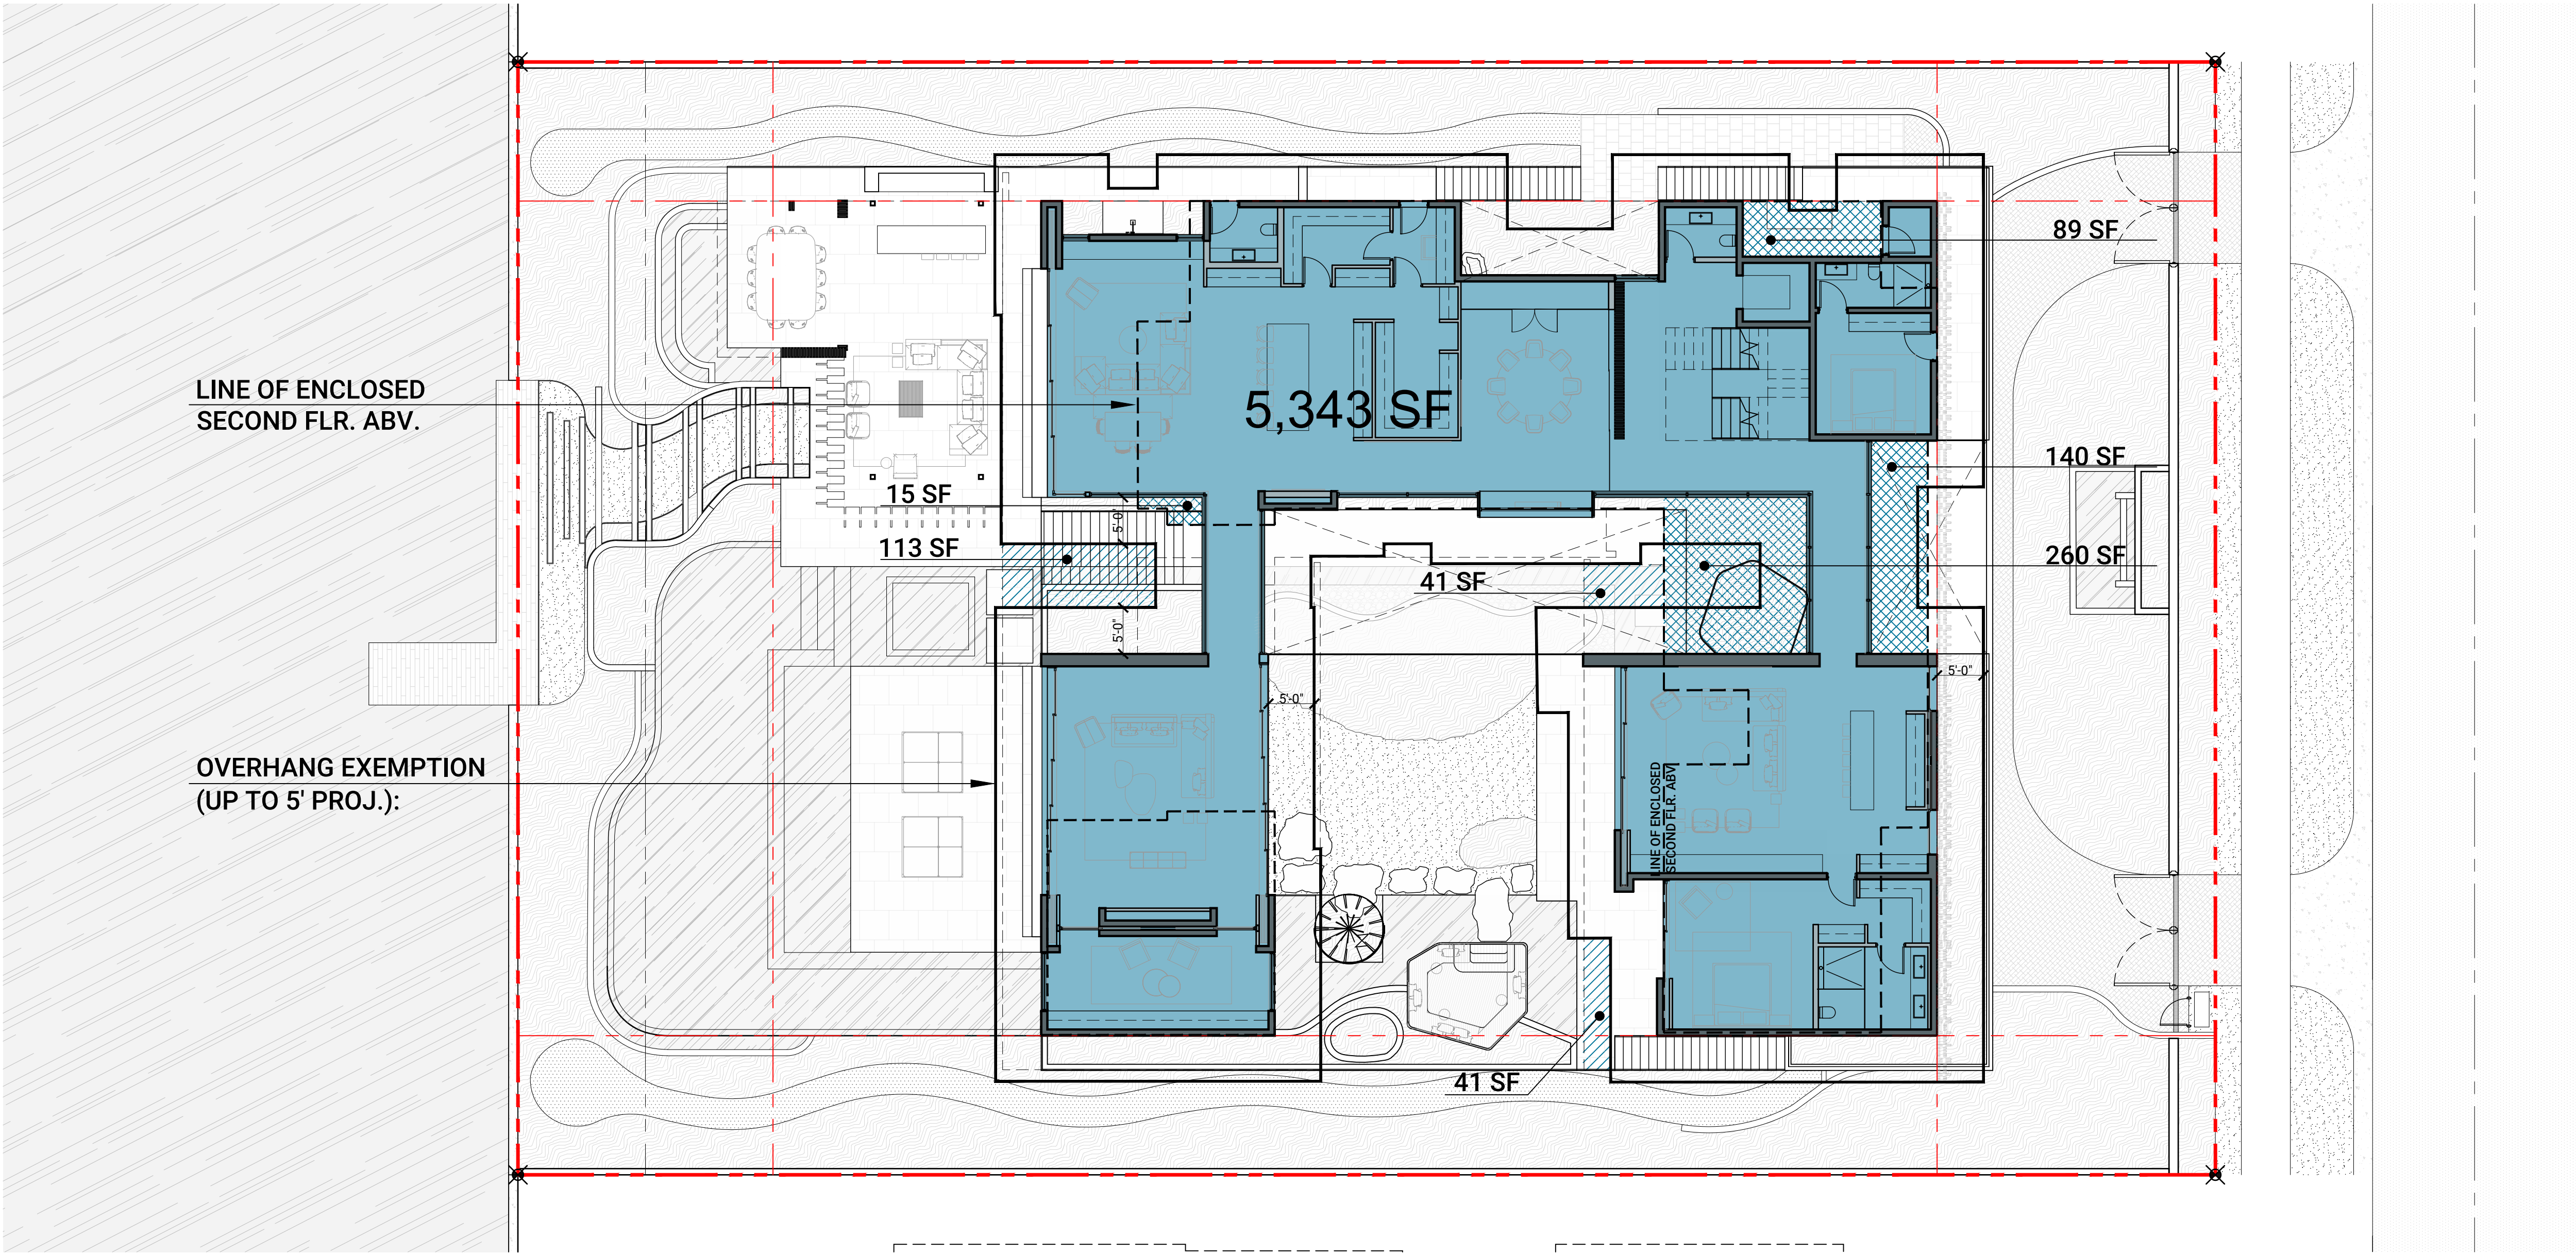 89 SF
LINE OF ENCLOSED
SECOND FLR. ABV.
5,343 SF
140 SF
15 SF
5'-0"
113 SF
260 SF
41 SF
5'-0"
5'-0"
5'-0"
OVERHANG EXEMPTION
(UP TO 5' PROJ.):
LINE OF ENCLOSED
SECOND FLR. ABV
41 SF